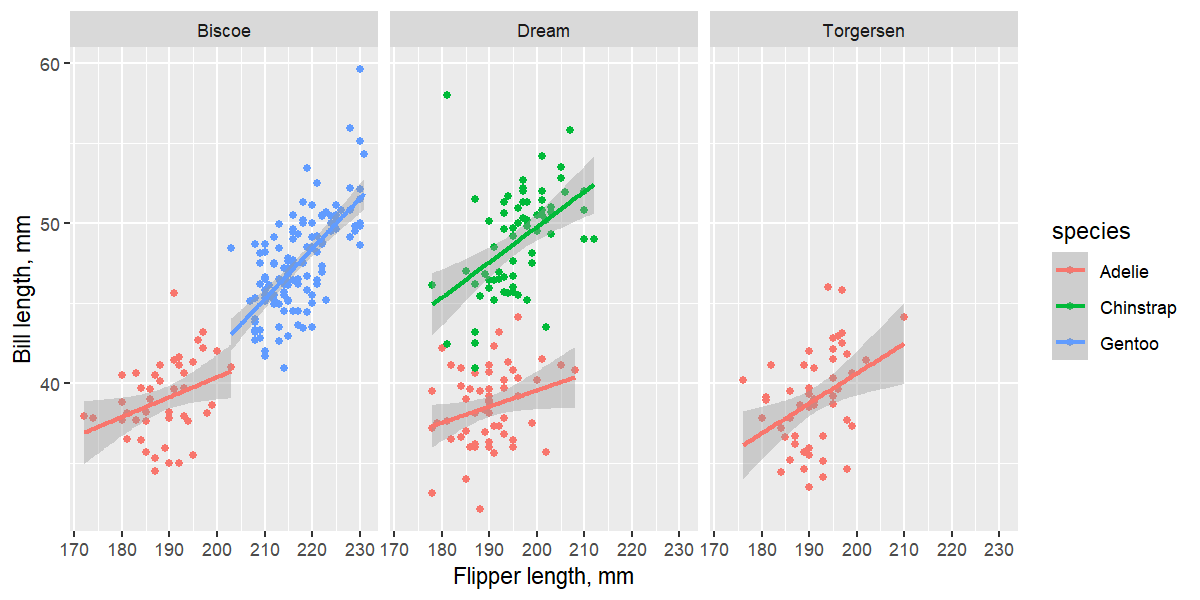 Biscoe Dream Torgersen
60
50
40
Bill length, mm
170 180 190 200 210 220 230 170 180 190 200 210 220 230 170 180 190 200 210 220 230
Flipper length, mm
species
Adelie
Chinstrap
Gentoo